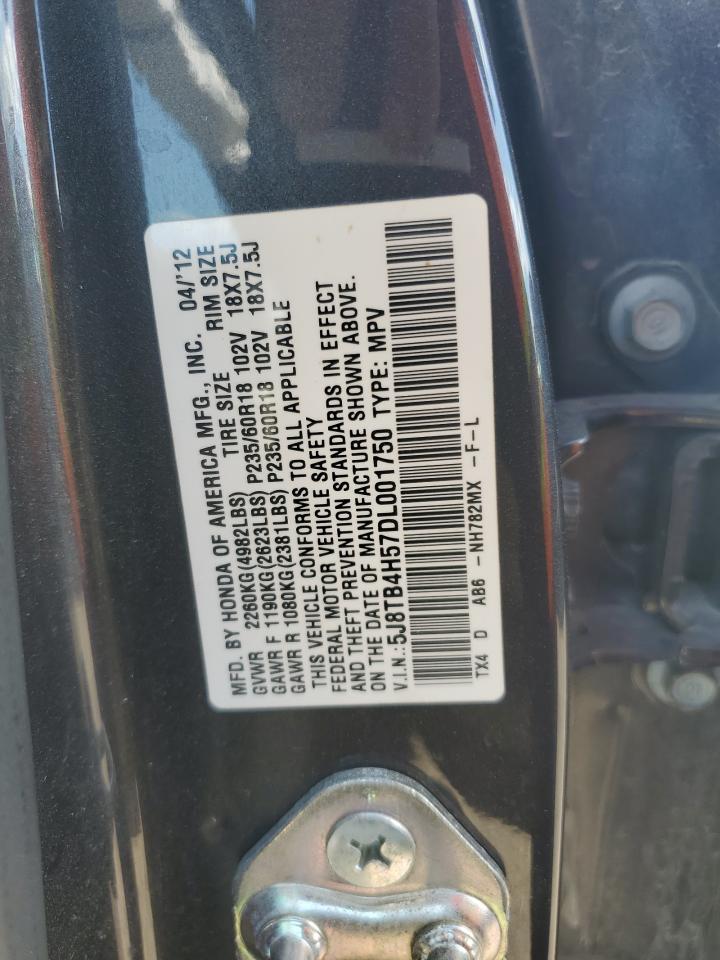 MFD. BY HONDA OF AMERICA MFG., INC. 04/'12
GVWR 2260KG(4982LBS) TIRE SIZE RIM SIZE
GAWR F 1190KG(2623LBS) P235/60R18 102V 18X7.5J
GAWR R 1080KG(2381LBS) P235/60R18 102V 18X7.5J
THIS VEHICLE CONFORMS TO ALL APPLICABLE
FEDERAL MOTOR VEHICLE SAFETY
AND THEFT PREVENTION STANDARDS IN EFFECT
ON THE DATE OF MANUFACTURE SHOWN ABOVE.
V.I.N.: 5J8TB4H57DL001750 TYPE: MPV
TX4 D AB6 -NH782MX -F-L